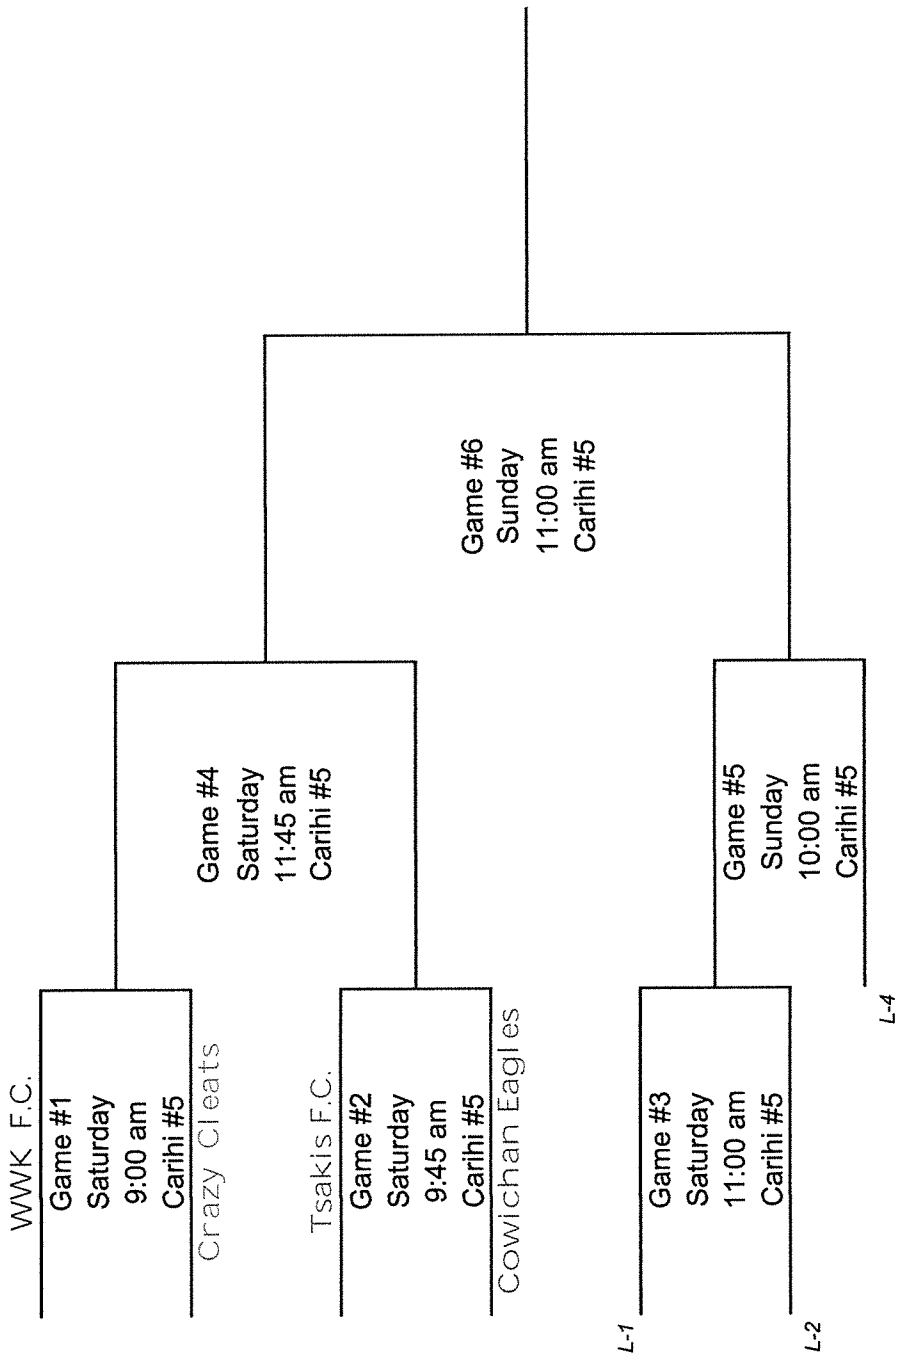 WWK F.C.
Game #1
Saturday
9:00 am
Carihi #5
Crazy Cleats
Tsakis F.C.
Game #2
Saturday
9:45 am
Carihi #5
Cowichan Eagles
L-1
Game #3
Saturday
11:00 am
Carihi #5
L-2
Game #4
Saturday
11:45 am
Carihi #5
Game #5
Sunday
10:00 am
Carihi #5
L-4
Game #6
Sunday
11:00 am
Carihi #5